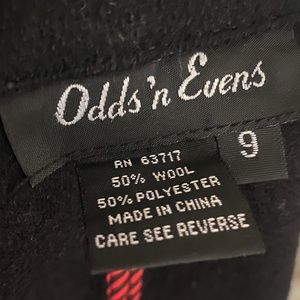 Odds'n Evens
9
RN 63717
50% WOOL
50% POLYESTER
MADE IN CHINA
CARE SEE REVERSE